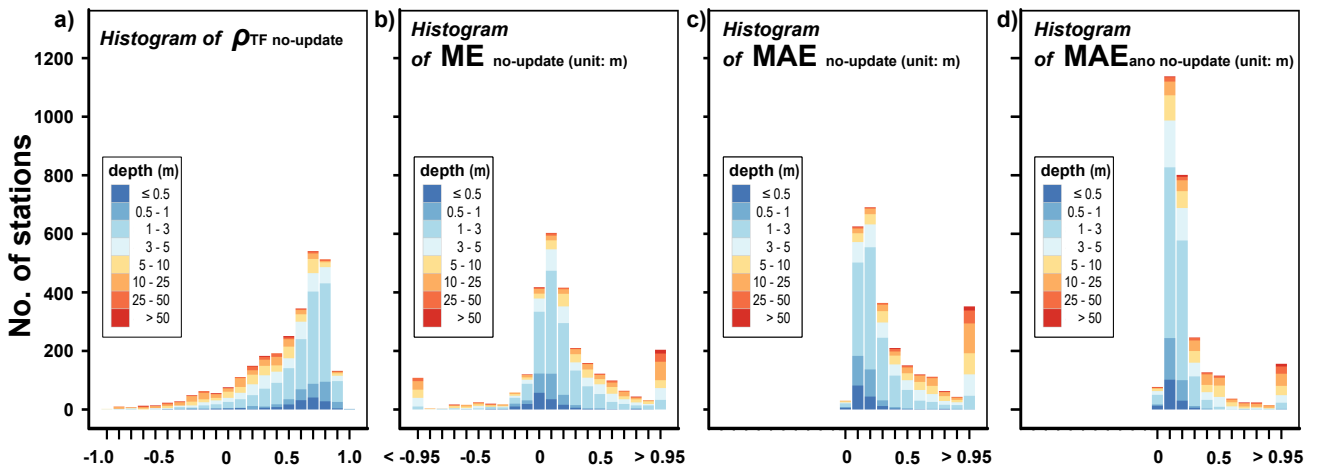 a)
Histogram of ρTF no-update
No. of stations
1200
1000
800
600
400
200
0
depth (m)
≤ 0.5
0.5 - 1
1 - 3
3 - 5
5 - 10
10 - 25
25 - 50
> 50
-1.0 -0.5 0 0.5 1.0
b)
Histogram
of ME no-update (unit: m)
depth (m)
≤ 0.5
0.5 - 1
1 - 3
3 - 5
5 - 10
10 - 25
25 - 50
> 50
< -0.95 -0.5 0 0.5 > 0.95
c)
Histogram
of MAE no-update (unit: m)
depth (m)
≤ 0.5
0.5 - 1
1 - 3
3 - 5
5 - 10
10 - 25
25 - 50
> 50
0 0.5 > 0.95
d)
Histogram
of MAEano no-update (unit: m)
depth (m)
≤ 0.5
0.5 - 1
1 - 3
3 - 5
5 - 10
10 - 25
25 - 50
> 50
0 0.5 > 0.95